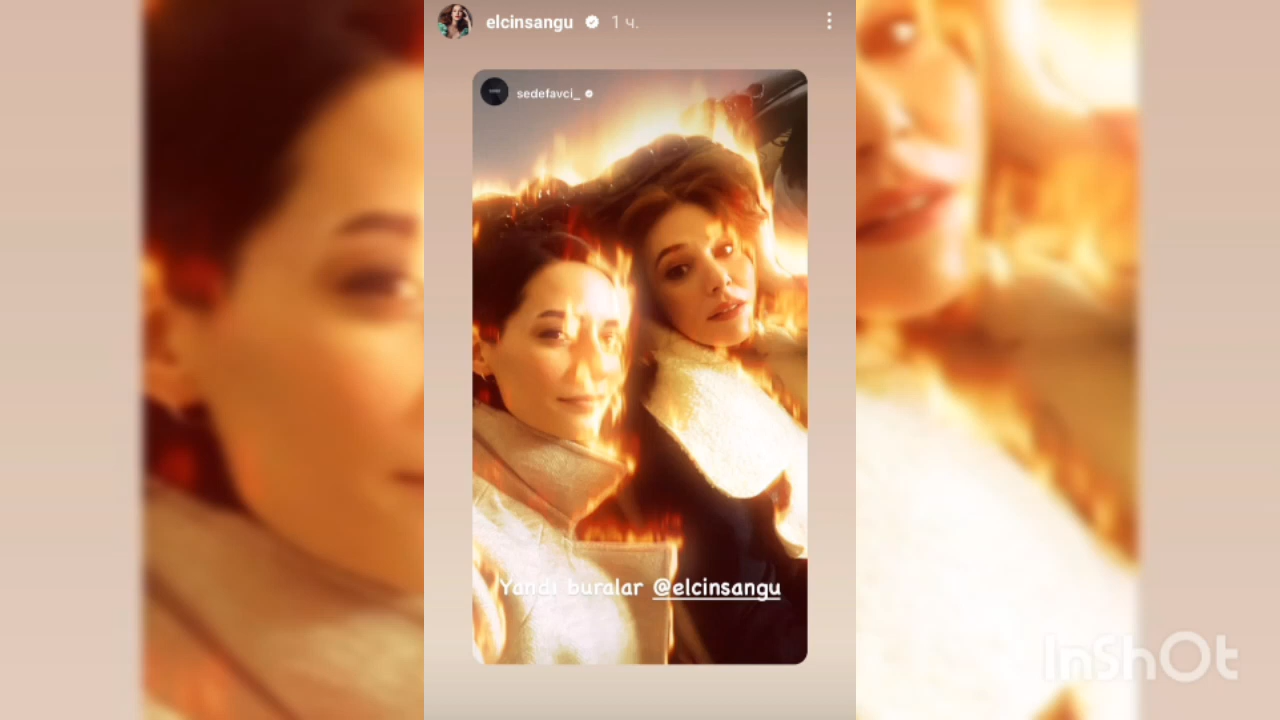 elcinsangu 1 ч.
sedefavci_
Yandı buralar @elcinsangu
InShOt